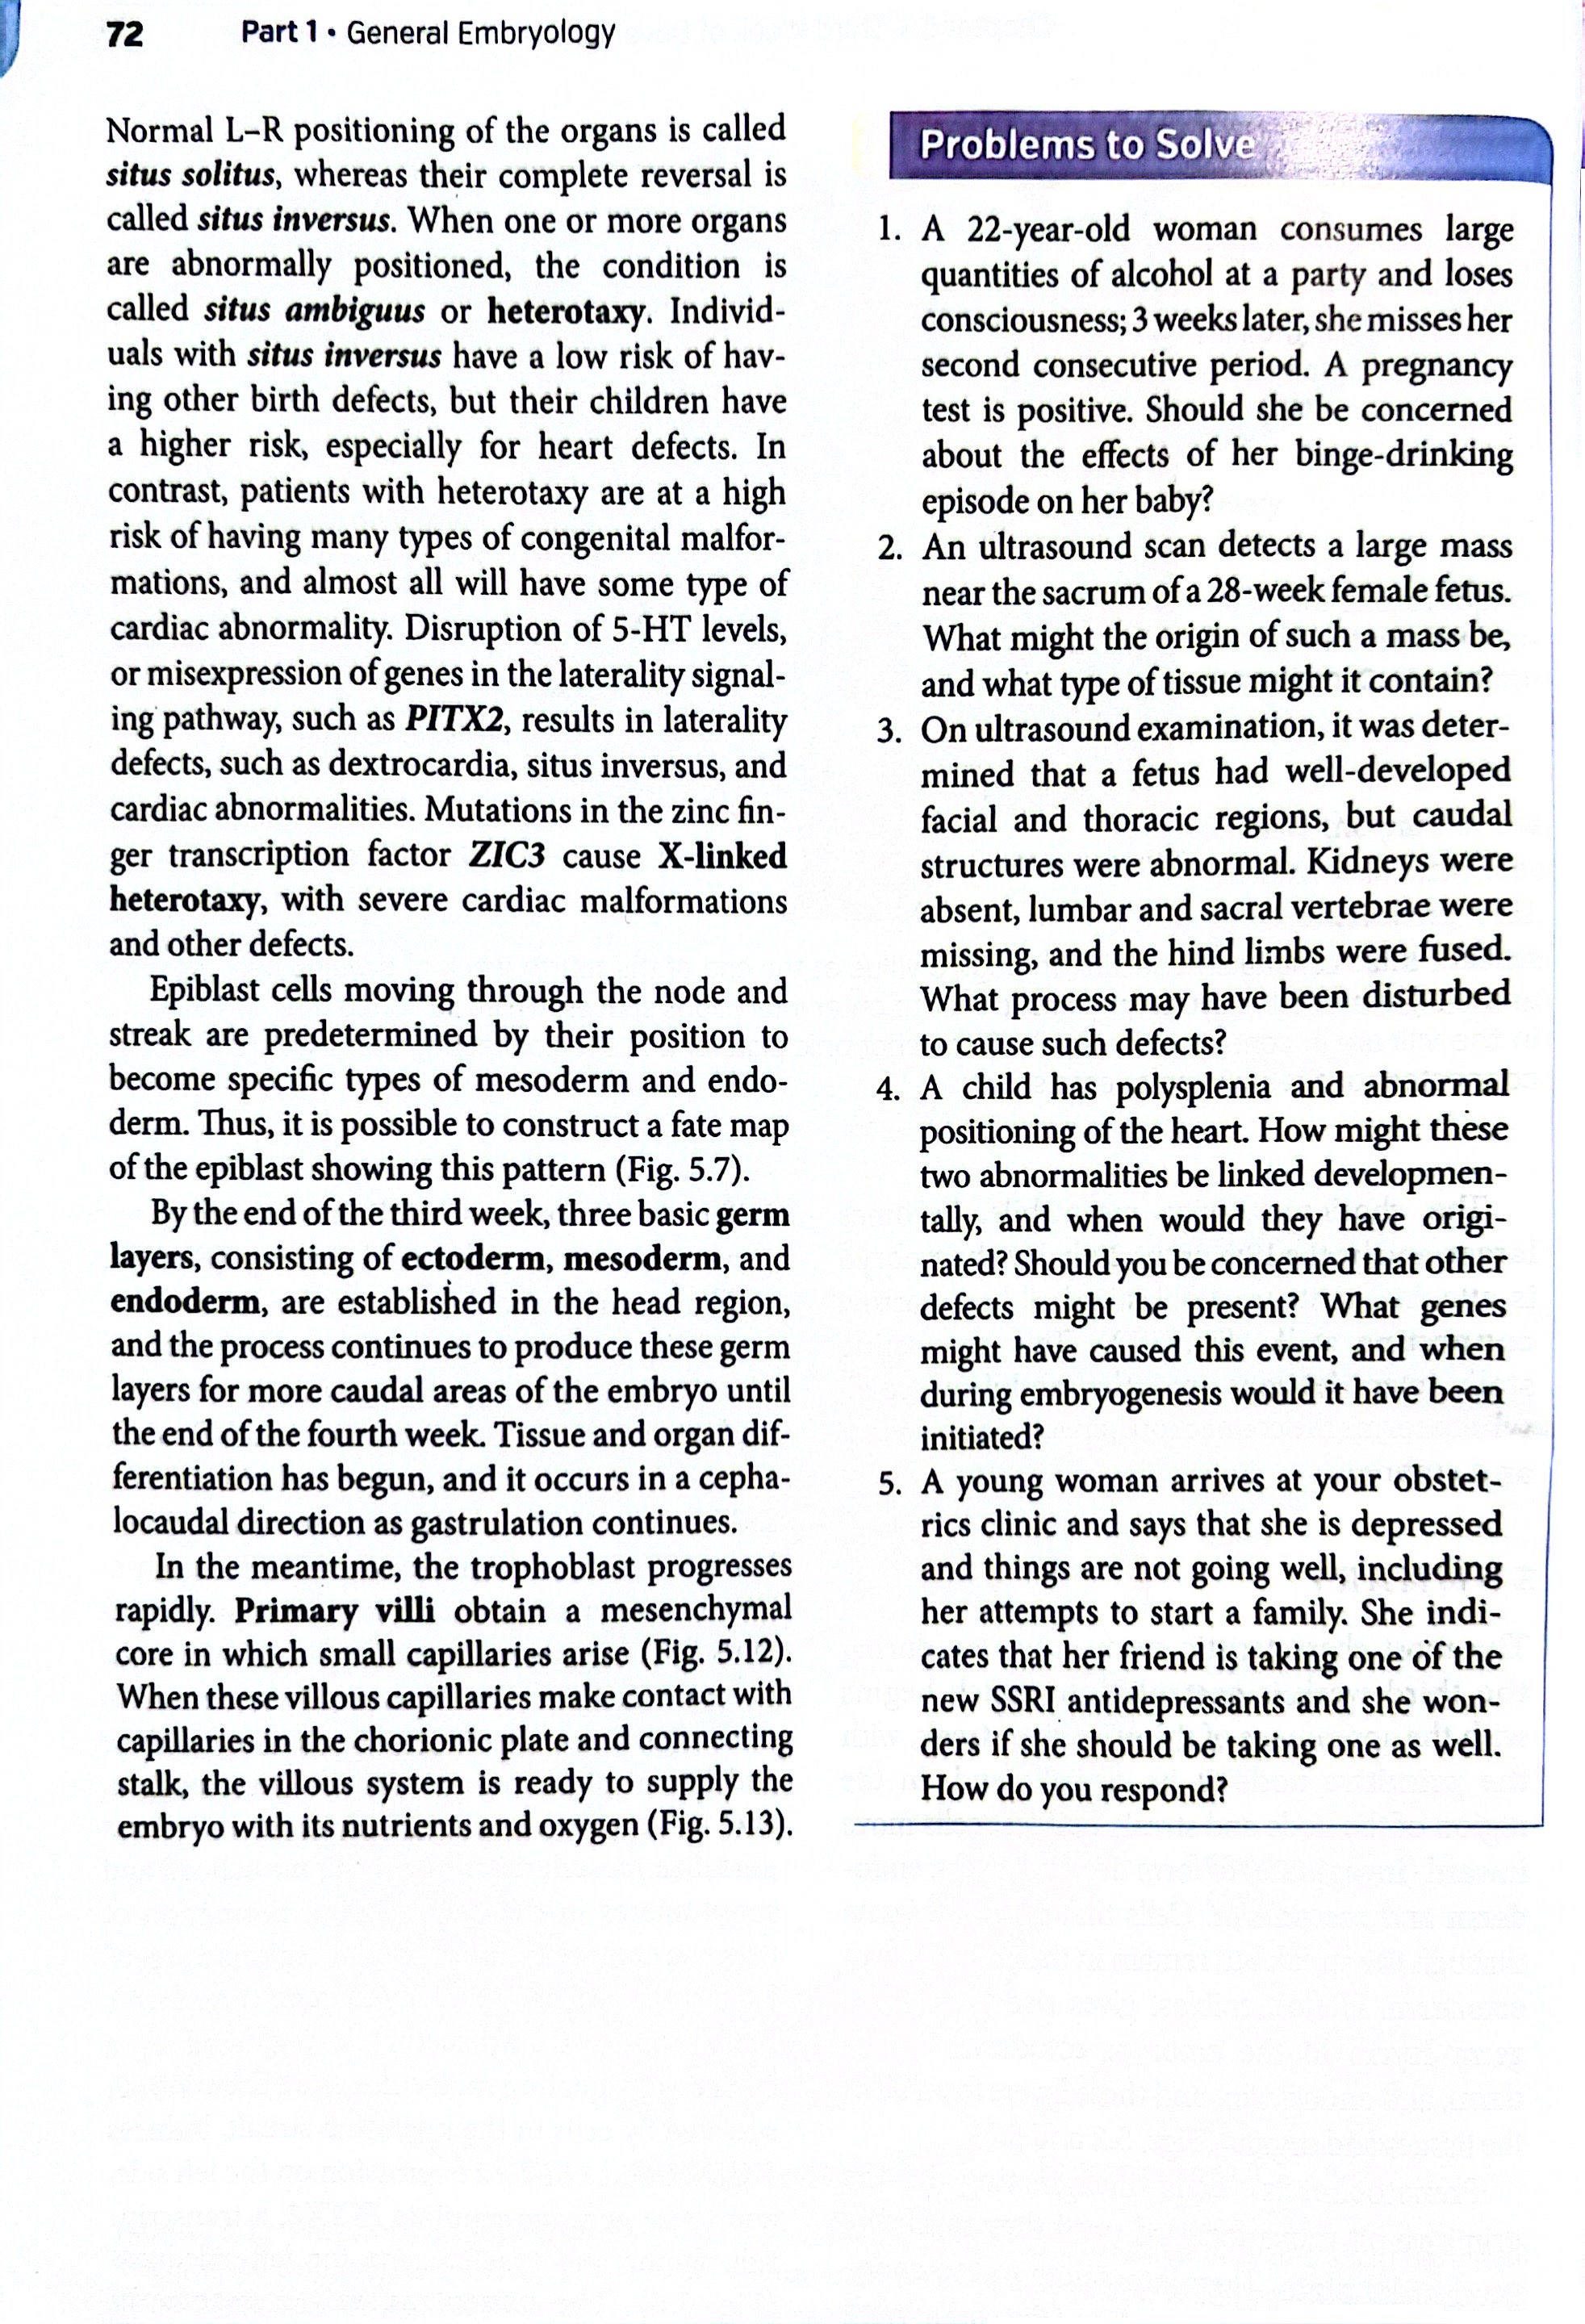 72
Part 1 • General Embryology
Normal L–R positioning of the organs is called
situs solitus, whereas their complete reversal is
called situs inversus. When one or more organs
are abnormally positioned, the condition is
called situs ambiguus or heterotaxy. Individ-
uals with situs inversus have a low risk of hav-
ing other birth defects, but their children have
a higher risk, especially for heart defects. In
contrast, patients with heterotaxy are at a high
risk of having many types of congenital malfor-
mations, and almost all will have some type of
cardiac abnormality. Disruption of 5-HT levels,
or misexpression of genes in the laterality signal-
ing pathway, such as PITX2, results in laterality
defects, such as dextrocardia, situs inversus, and
cardiac abnormalities. Mutations in the zinc fin-
ger transcription factor ZIC3 cause X-linked
heterotaxy, with severe cardiac malformations
and other defects.
Epiblast cells moving through the node and
streak are predetermined by their position to
become specific types of mesoderm and endo-
derm. Thus, it is possible to construct a fate map
of the epiblast showing this pattern (Fig. 5.7).
By the end of the third week, three basic germ
layers, consisting of ectoderm, mesoderm, and
endoderm, are established in the head region,
and the process continues to produce these germ
layers for more caudal areas of the embryo until
the end of the fourth week. Tissue and organ dif-
ferentiation has begun, and it occurs in a cepha-
locaudal direction as gastrulation continues.
In the meantime, the trophoblast progresses
rapidly. Primary villi obtain a mesenchymal
core in which small capillaries arise (Fig. 5.12).
When these villous capillaries make contact with
capillaries in the chorionic plate and connecting
stalk, the villous system is ready to supply the
embryo with its nutrients and oxygen (Fig. 5.13).
Problems to Solve
1. A 22-year-old woman consumes large
quantities of alcohol at a party and loses
consciousness; 3 weeks later, she misses her
second consecutive period. A pregnancy
test is positive. Should she be concerned
about the effects of her binge-drinking
episode on her baby?
2. An ultrasound scan detects a large mass
near the sacrum of a 28-week female fetus.
What might the origin of such a mass be,
and what type of tissue might it contain?
3. On ultrasound examination, it was deter-
mined that a fetus had well-developed
facial and thoracic regions, but caudal
structures were abnormal. Kidneys were
absent, lumbar and sacral vertebrae were
missing, and the hind limbs were fused.
What process may have been disturbed
to cause such defects?
4. A child has polysplenia and abnormal
positioning of the heart. How might these
two abnormalities be linked developmen-
tally, and when would they have origi-
nated? Should you be concerned that other
defects might be present? What genes
might have caused this event, and when
during embryogenesis would it have been
initiated?
5. A young woman arrives at your obstet-
rics clinic and says that she is depressed
and things are not going well, including
her attempts to start a family. She indi-
cates that her friend is taking one of the
new SSRI antidepressants and she won-
ders if she should be taking one as well.
How do you respond?